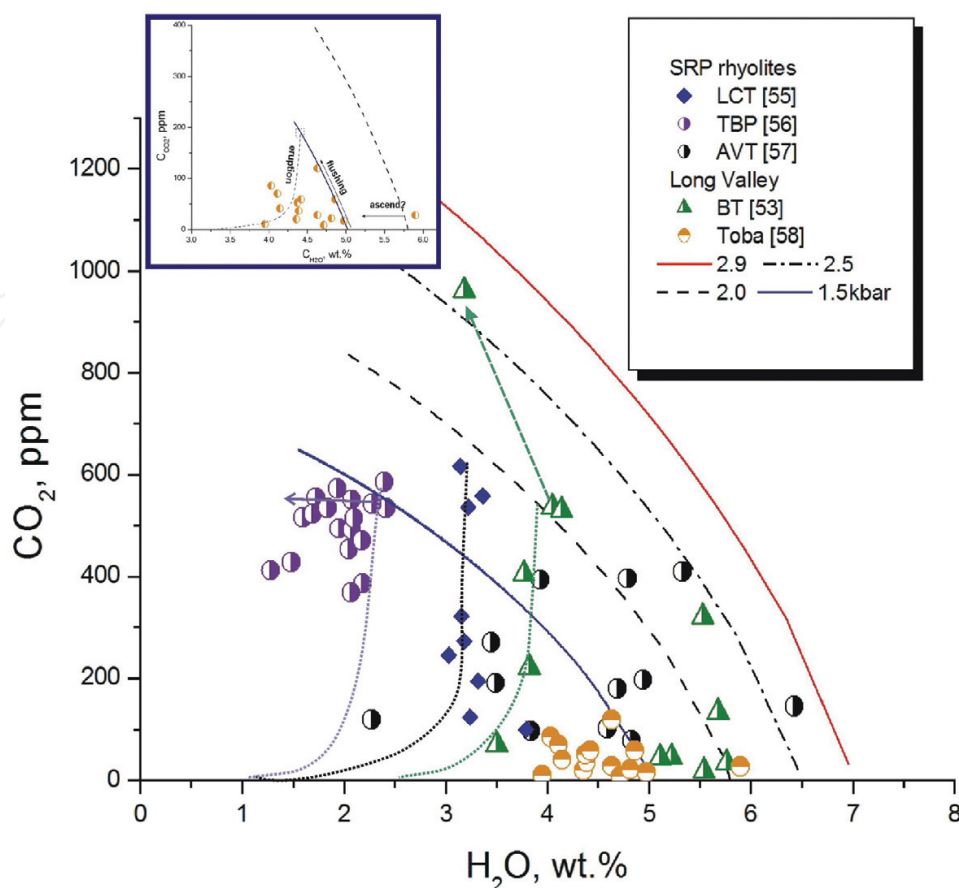 400
300
200
100
0
3.0 3.5 4.0 4.5 5.0 5.5 6.0
C_CO2, ppm
C_H2O, wt.%
eruption
flushing
ascend?
SRP rhyolites
LCT [55]
TBP [56]
AVT [57]
Long Valley
BT [53]
Toba [58]
2.9 2.5
2.0 1.5kbar
1200
1000
800
600
400
200
0
CO₂, ppm
0 1 2 3 4 5 6 7 8
H₂O, wt.%